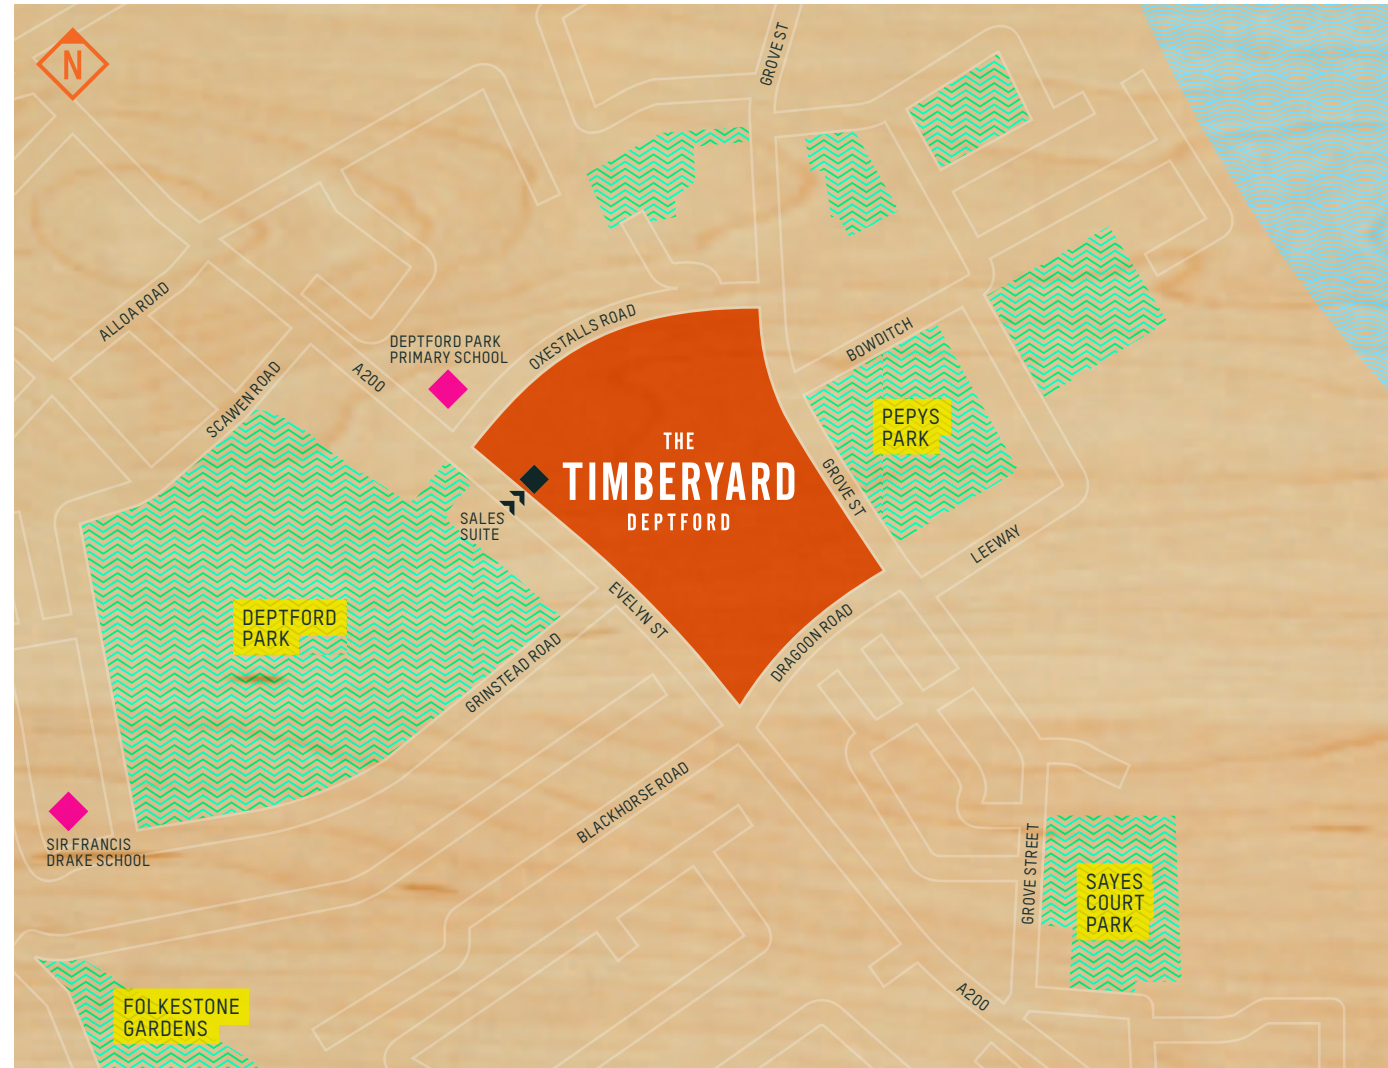 N
GROVE ST
ALLOA ROAD
OXESTALLS ROAD
DEPTFORD PARK
PRIMARY SCHOOL
BOWDITCH
A200
SCAWEN ROAD
PEPYS
PARK
THE
TIMBERYARD
DEPTFORD
GROVE ST
SALES
SUITE
LEEWAY
EVELYN ST
DEPTFORD
PARK
DRAGOON ROAD
GRINSTEAD ROAD
BLACKHORSE ROAD
SIR FRANCIS
DRAKE SCHOOL
GROVE STREET
SAYES
COURT
PARK
A200
FOLKESTONE
GARDENS